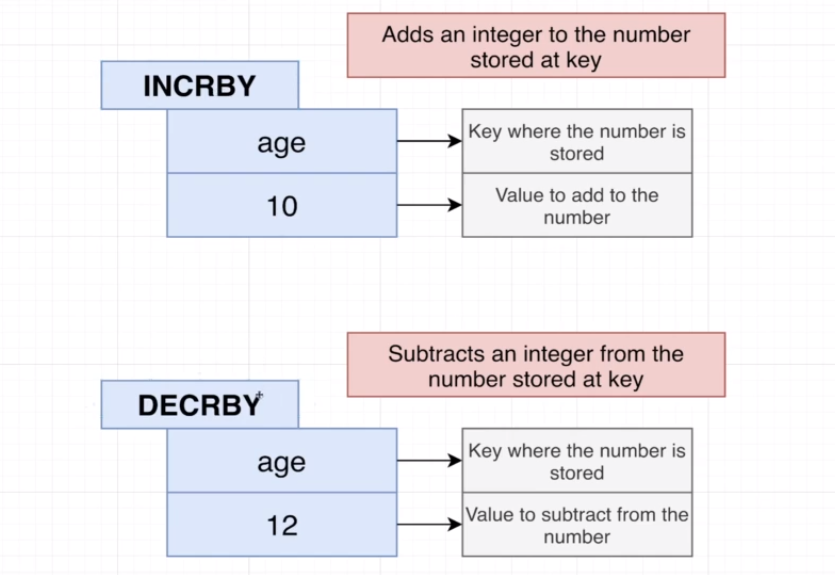 Adds an integer to the number
stored at key
INCRBY
age
Key where the number is
stored
10
Value to add to the
number
Subtracts an integer from the
number stored at key
DECRBY
age
Key where the number is
stored
12
Value to subtract from the
number